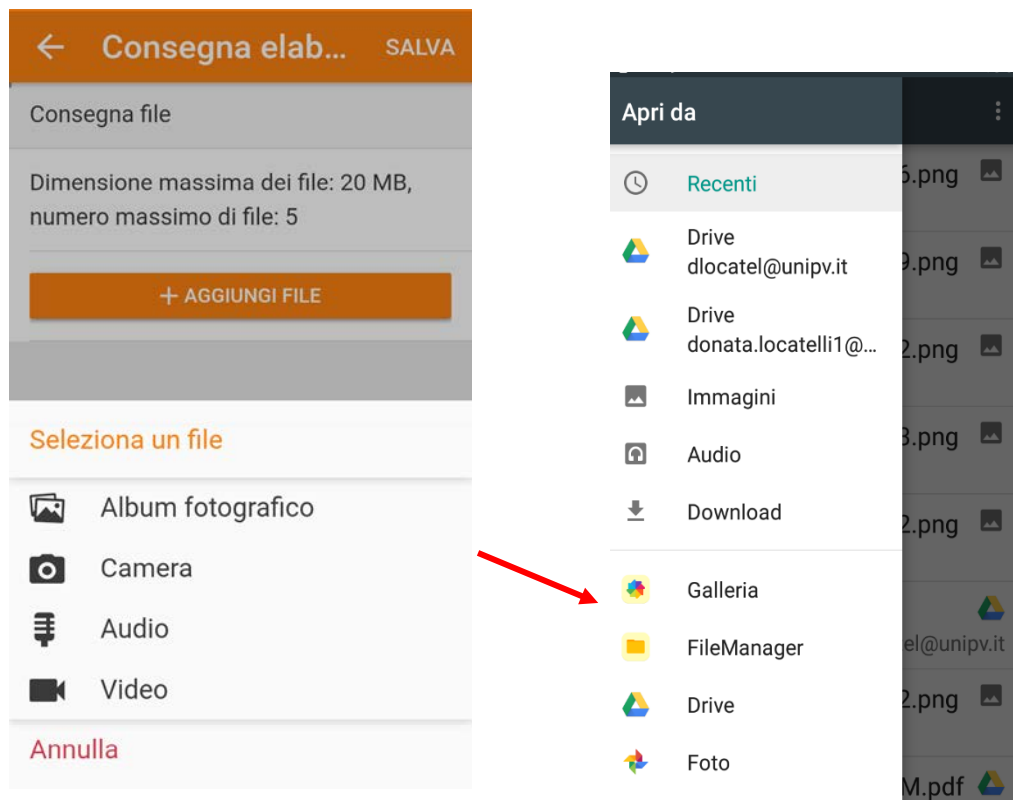 Consegna elab... SALVA
Consegna file
Dimensione massima dei file: 20 MB,
numero massimo di file: 5
+ AGGIUNGI FILE
Seleziona un file
Album fotografico
Camera
Audio
Video
Annulla
Apri da
Recenti
Drive
dlocatel@unipv.it
Drive
donata.locatelli1@...
Immagini
Audio
Download
Galleria
FileManager
Drive
Foto
6.png
9.png
2.png
3.png
2.png
el@unipv.it
2.png
M.pdf